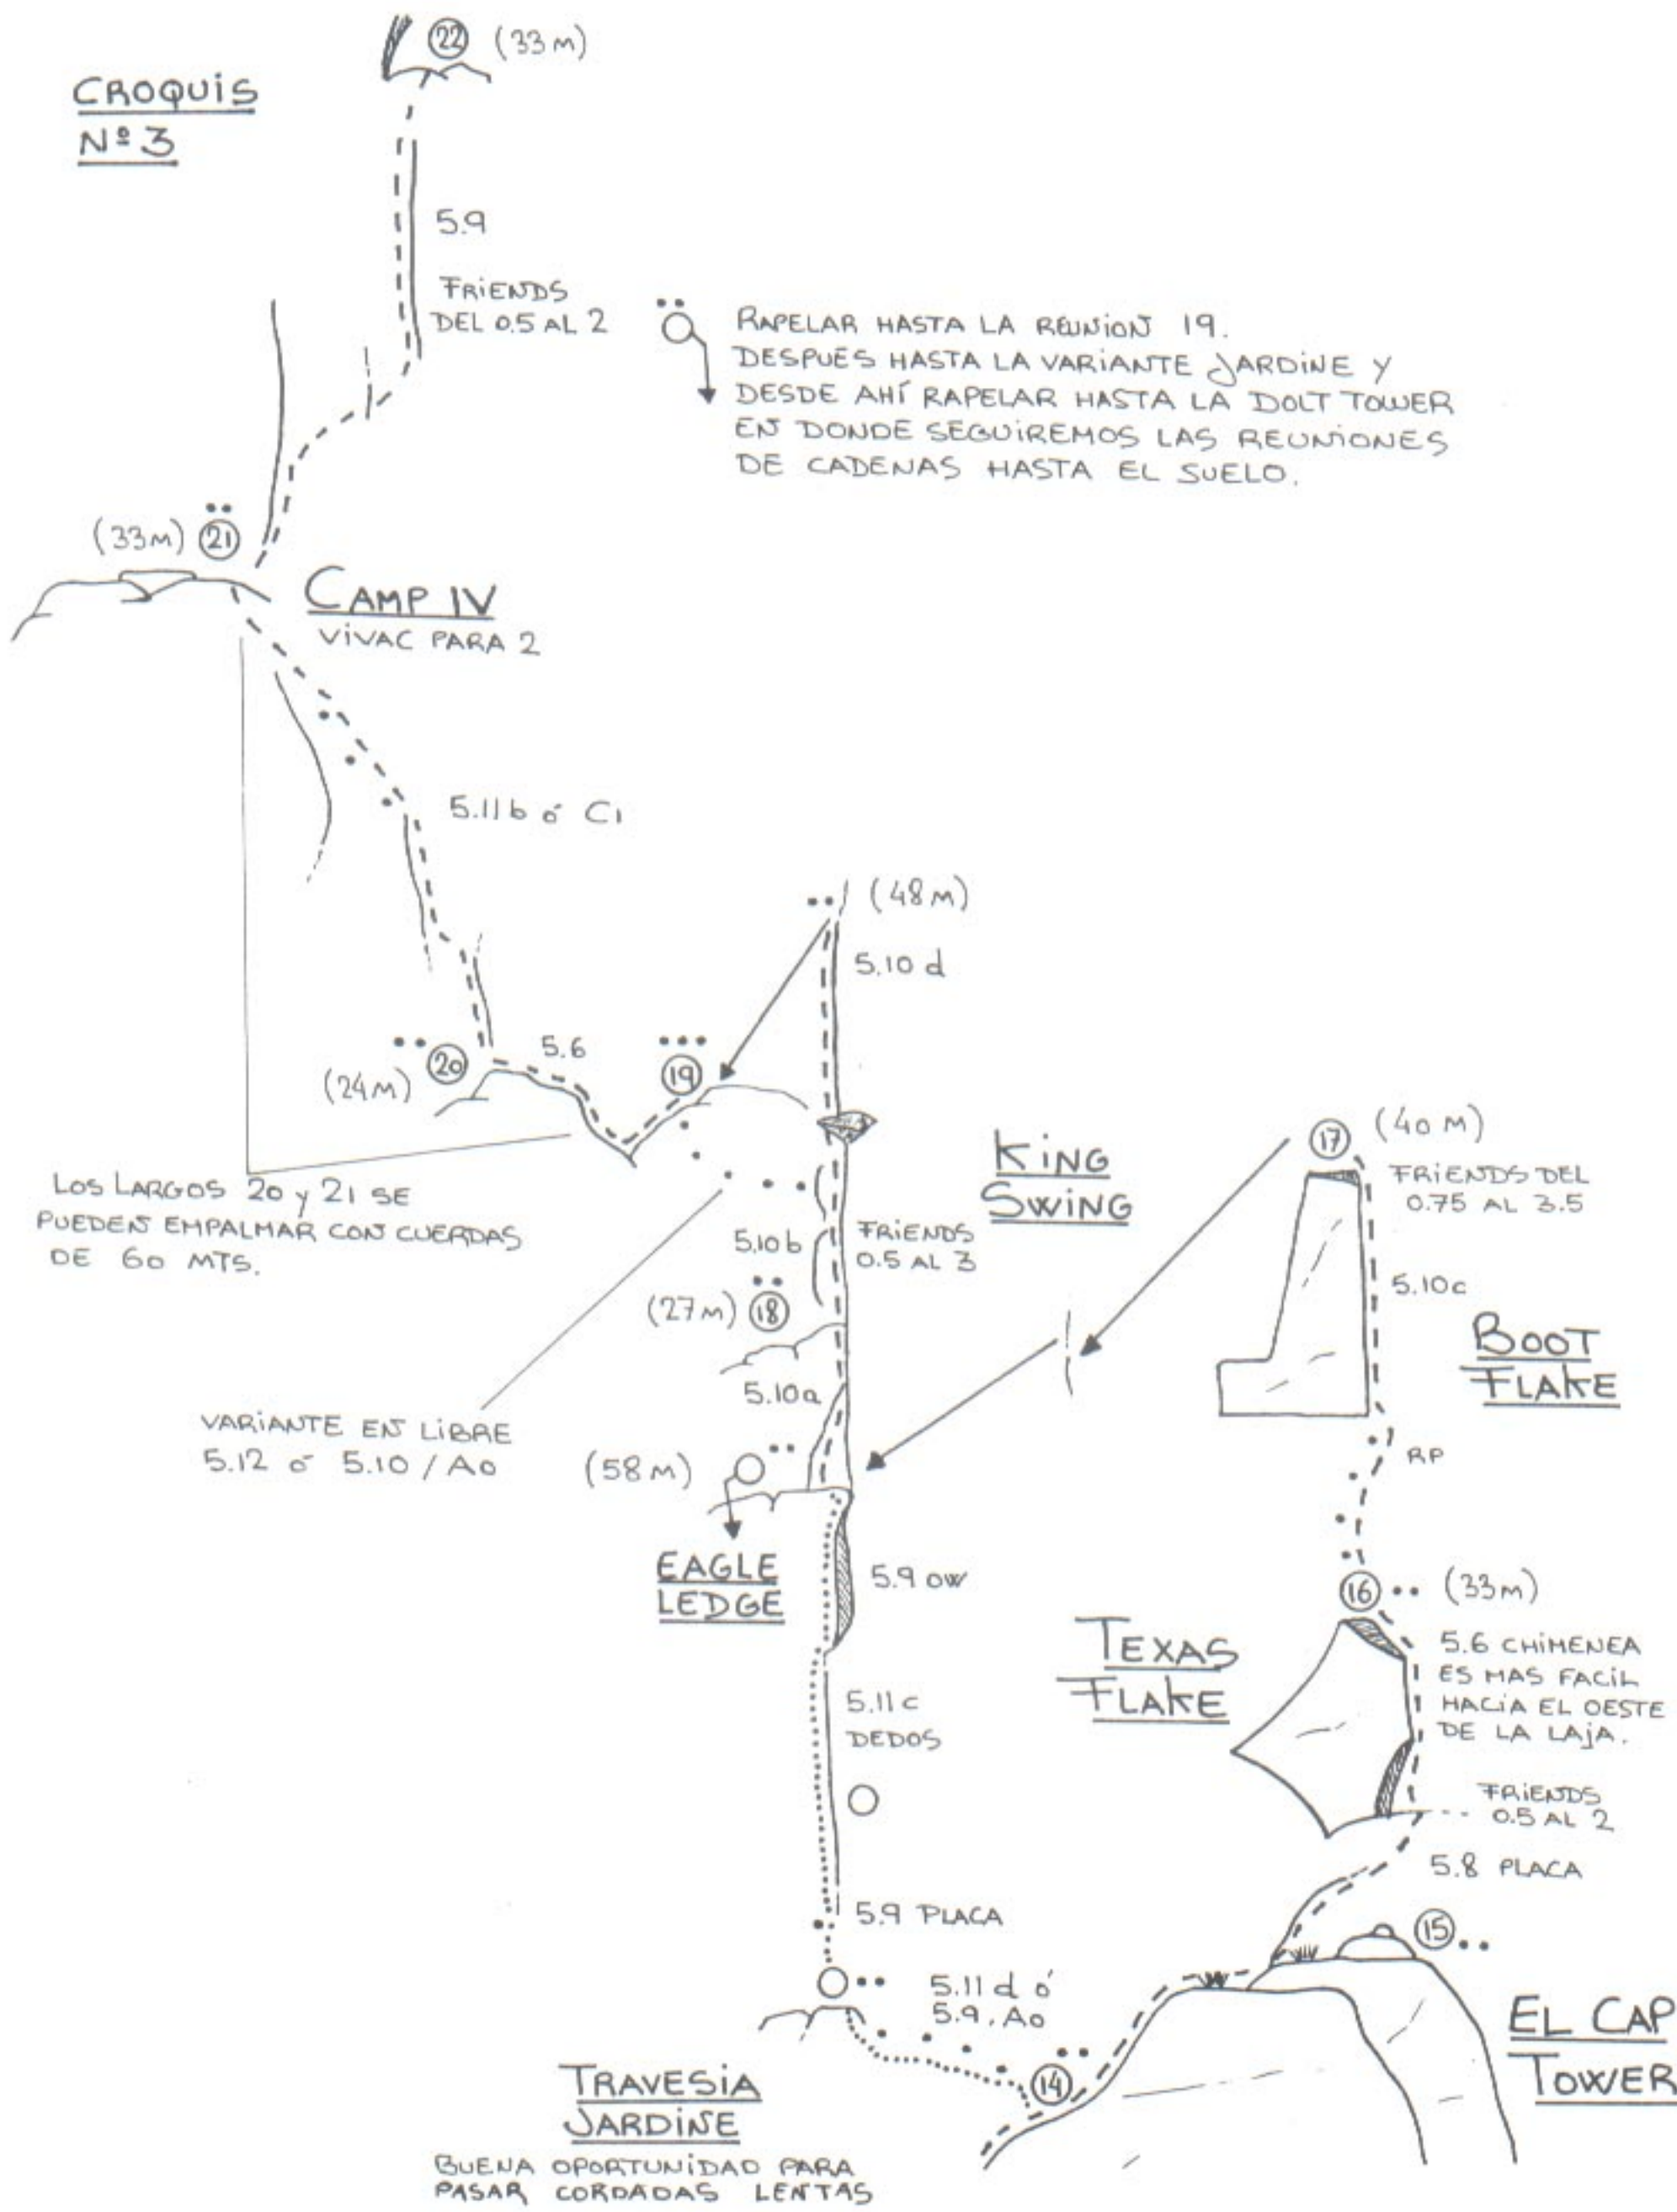 CROQUIS
Nº 3
22 (33 M)
5.9
FRIENDS
DEL 0.5 AL 2
RAPELAR HASTA LA REUNION 19.
DESPUES HASTA LA VARIANTE JARDINE Y
DESDE AHÍ RAPELAR HASTA LA DOLT TOWER
EN DONDE SEGUIREMOS LAS REUNIONES
DE CADENAS HASTA EL SUELO.
(33M) 21
CAMP IV
VIVAC PARA 2
5.11b ó C1
(48 M)
5.10 d
20
(24M)
5.6
19
LOS LARGOS 20 y 21 SE
PUEDEN EMPALMAR CON CUERDAS
DE 60 MTS.
KING
SWING
17 (40 M)
FRIENDS DEL
0.75 AL 3.5
5.10b
FRIENDS
0.5 AL 3
5.10c
(27M) 18
BOOT
FLAKE
5.10a
VARIANTE EN LIBRE
5.12 ó 5.10 / A0
(58 M)
RP
EAGLE
LEDGE
5.9 OW
16 (33M)
TEXAS
FLAKE
5.6 CHIMENEA
ES MAS FACIL
HACIA EL OESTE
DE LA LAJA.
5.11 c
DEDOS
FRIENDS
0.5 AL 2
5.8 PLACA
5.9 PLACA
15
5.11 d ó
5.9, A0
EL CAP
TOWER
14
TRAVESIA
JARDINE
BUENA OPORTUNIDAD PARA
PASAR CORDADAS LENTAS